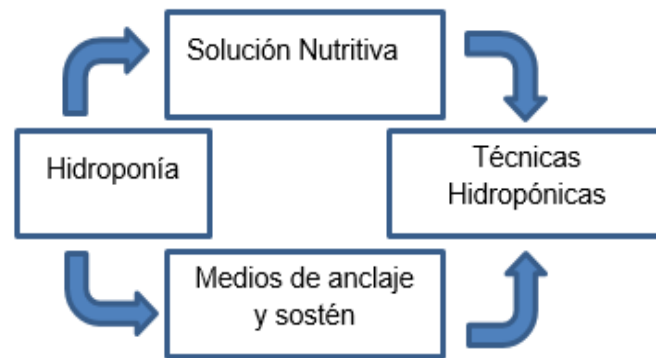 Solución Nutritiva
Hidroponía
Técnicas
Hidropónicas
Medios de anclaje
y sostén